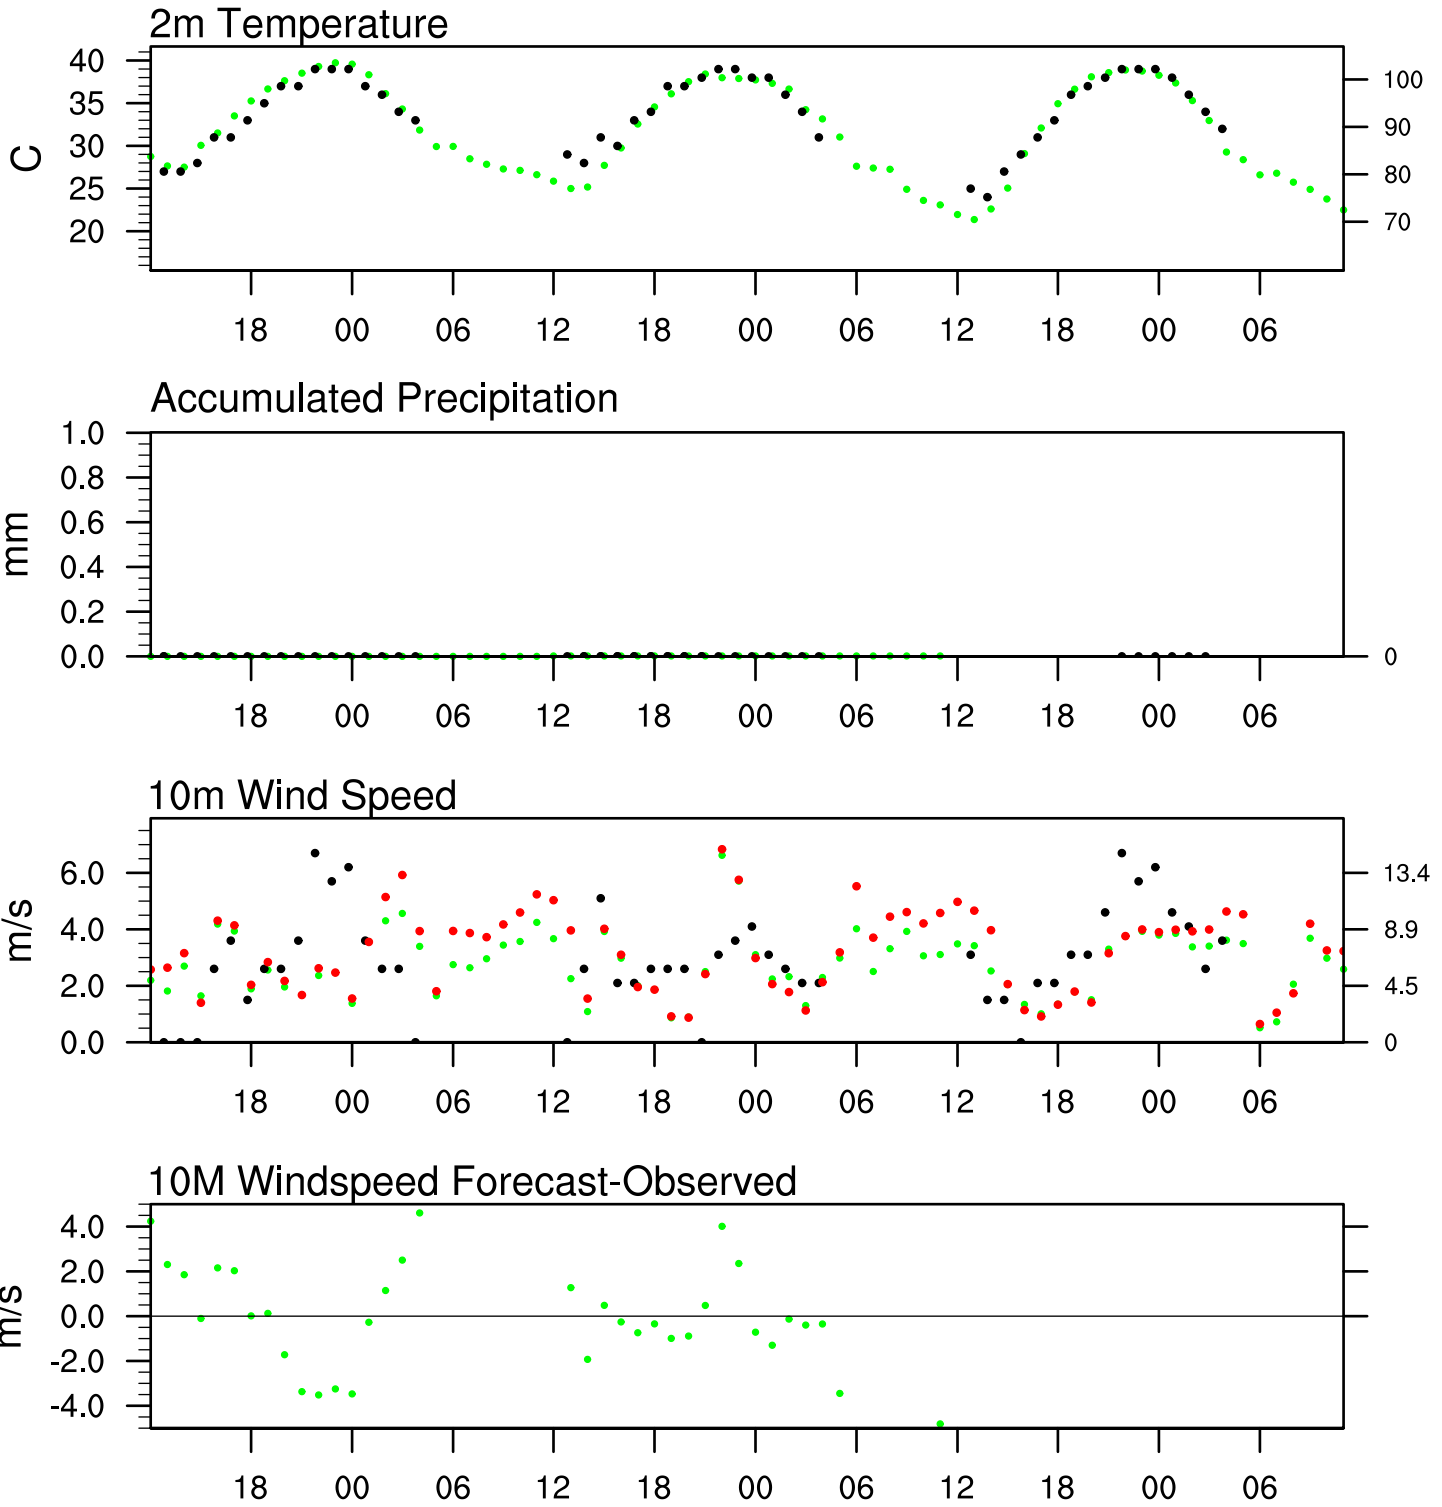 2m Temperature
40
35
30
25
20
C
100
90
80
70
18 00 06 12 18 00 06 12 18 00 06
Accumulated Precipitation
1.0
0.8
0.6
0.4
0.2
0.0
mm
0
18 00 06 12 18 00 06 12 18 00 06
10m Wind Speed
6.0
4.0
2.0
0.0
m/s
13.4
8.9
4.5
0
18 00 06 12 18 00 06 12 18 00 06
10M Windspeed Forecast-Observed
4.0
2.0
0.0
-2.0
-4.0
m/s
18 00 06 12 18 00 06 12 18 00 06